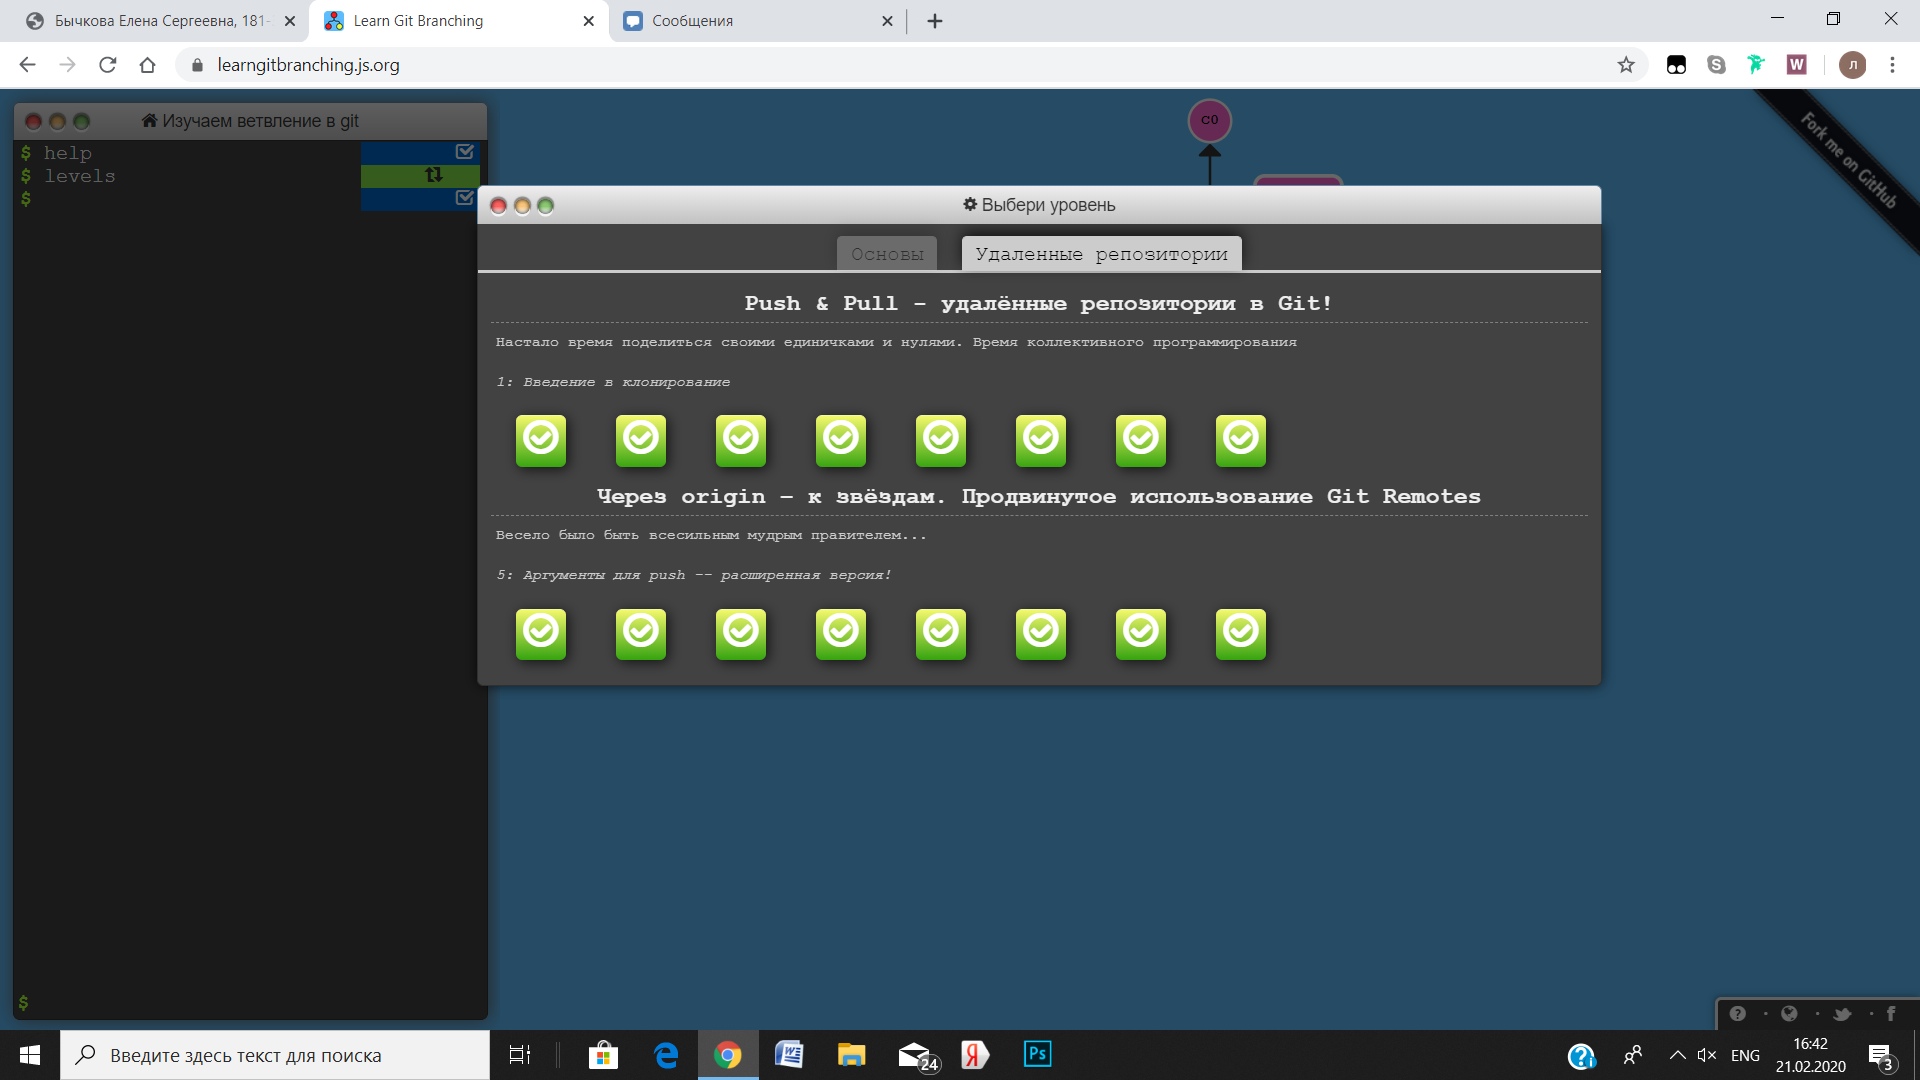 Бычкова Елена Сергеевна, 181-
Learn Git Branching
Сообщения
learngitbranching.js.org
S
W
Л
Изучаем ветвление в git
$ help
$ levels
$
C0
Fork me on GitHub
Выбери уровень
Основы
Удаленные репозитории
Push & Pull - удалённые репозитории в Git!
Настало время поделиться своими единичками и нулями. Время коллективного программирования
1: Введение в клонирование
Через origin – к звёздам. Продвинутое использование Git Remotes
Весело было быть всесильным мудрым правителем...
5: Аргументы для push -- расширенная версия!
$
Введите здесь текст для поиска
24
Я
Ps
ENG
16:42
21.02.2020
3